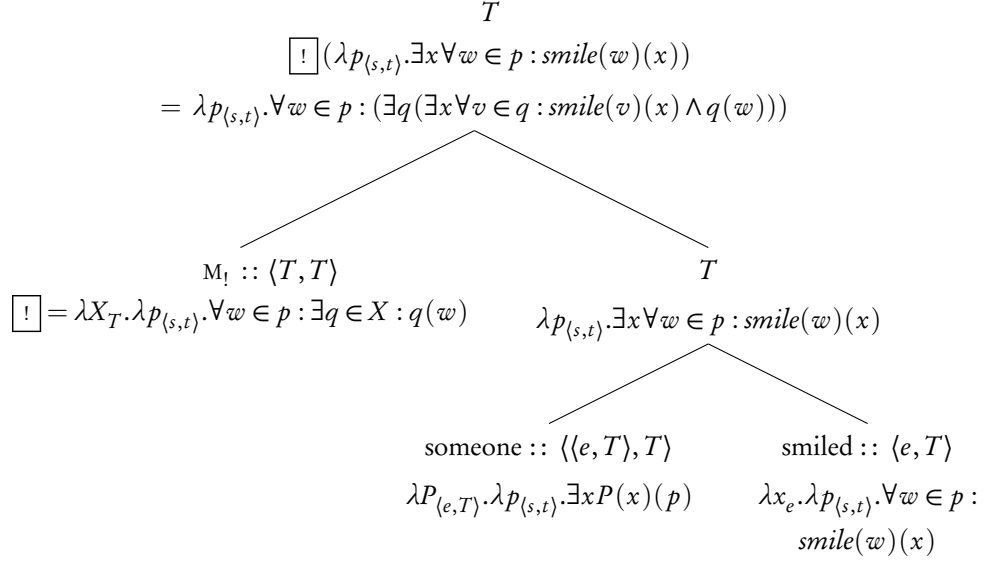 T
! (λp⟨s,t⟩.∃x∀w ∈ p : smile(w)(x))
= λp⟨s,t⟩.∀w ∈ p : (∃q(∃x∀v ∈ q : smile(v)(x) ∧ q(w)))
M! :: ⟨T, T⟩
! = λX_T.λp⟨s,t⟩.∀w ∈ p : ∃q ∈ X : q(w)
T
λp⟨s,t⟩.∃x∀w ∈ p : smile(w)(x)
someone :: ⟨⟨e, T⟩, T⟩
λP⟨e,T⟩.λp⟨s,t⟩.∃xP(x)(p)
smiled :: ⟨e, T⟩
λx_e.λp⟨s,t⟩.∀w ∈ p :
smile(w)(x)